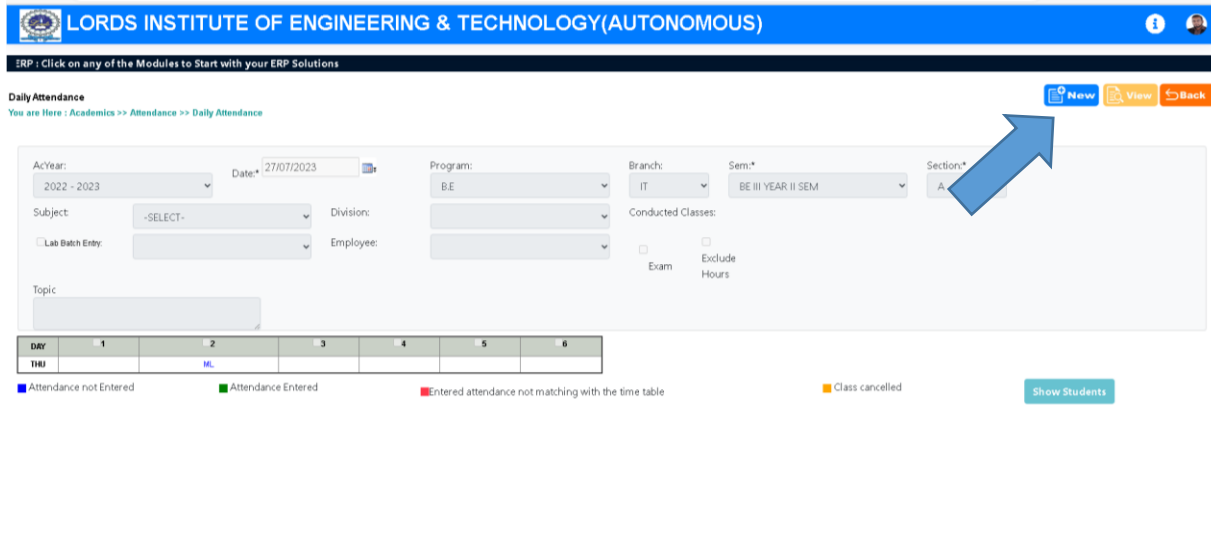 LORDS INSTITUTE OF ENGINEERING & TECHNOLOGY(AUTONOMOUS)
ERP : Click on any of the Modules to Start with your ERP Solutions
Daily Attendance
New View Back
You are Here : Academics >> Attendance >> Daily Attendance
AcYear: Date:* 27/07/2023 Program: Branch: Sem:* Section:*
2022 - 2023 B.E IT BE III YEAR II SEM A
Subject: -SELECT- Division: Conducted Classes:
Lab Batch Entry: Employee:
Exam Exclude Hours
Topic
DAY 1 2 3 4 5 6
THU ML
Attendance not Entered Attendance Entered Entered attendance not matching with the time table Class cancelled Show Students